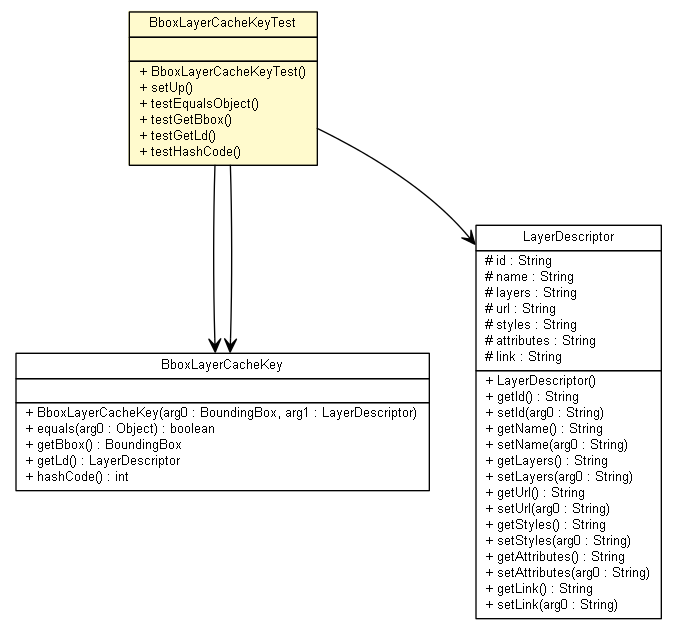 BboxLayerCacheKeyTest
+ BboxLayerCacheKeyTest()
+ setUp()
+ testEqualsObject()
+ testGetBbox()
+ testGetLd()
+ testHashCode()
LayerDescriptor
# id : String
# name : String
# layers : String
# url : String
# styles : String
# attributes : String
# link : String
+ LayerDescriptor()
+ getId() : String
+ setId(arg0 : String)
+ getName() : String
+ setName(arg0 : String)
+ getLayers() : String
+ setLayers(arg0 : String)
+ getUrl() : String
+ setUrl(arg0 : String)
+ getStyles() : String
+ setStyles(arg0 : String)
+ getAttributes() : String
+ setAttributes(arg0 : String)
+ getLink() : String
+ setLink(arg0 : String)
BboxLayerCacheKey
+ BboxLayerCacheKey(arg0 : BoundingBox, arg1 : LayerDescriptor)
+ equals(arg0 : Object) : boolean
+ getBbox() : BoundingBox
+ getLd() : LayerDescriptor
+ hashCode() : int